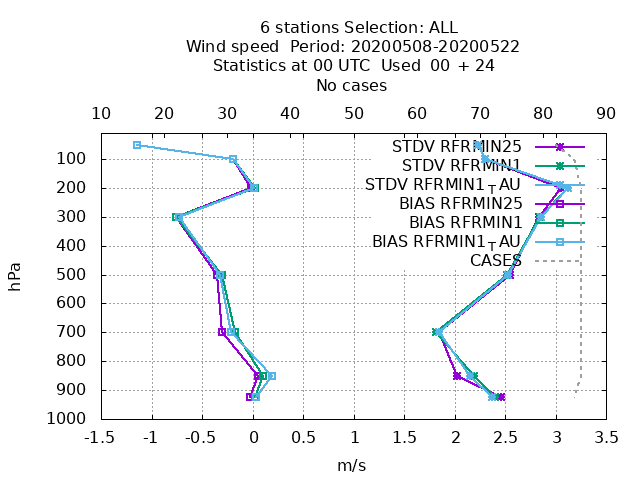 6 stations Selection: ALL
Wind speed  Period: 20200508-20200522
Statistics at 00 UTC  Used  00 + 24
No cases
10 20 30 40 50 60 70 80 90
STDV RFRMIN25
STDV RFRMIN1
STDV RFRMIN1TAU
BIAS RFRMIN25
BIAS RFRMIN1
BIAS RFRMIN1TAU
CASES
hPa
100
200
300
400
500
600
700
800
900
1000
-1.5 -1 -0.5 0 0.5 1 1.5 2 2.5 3 3.5
m/s